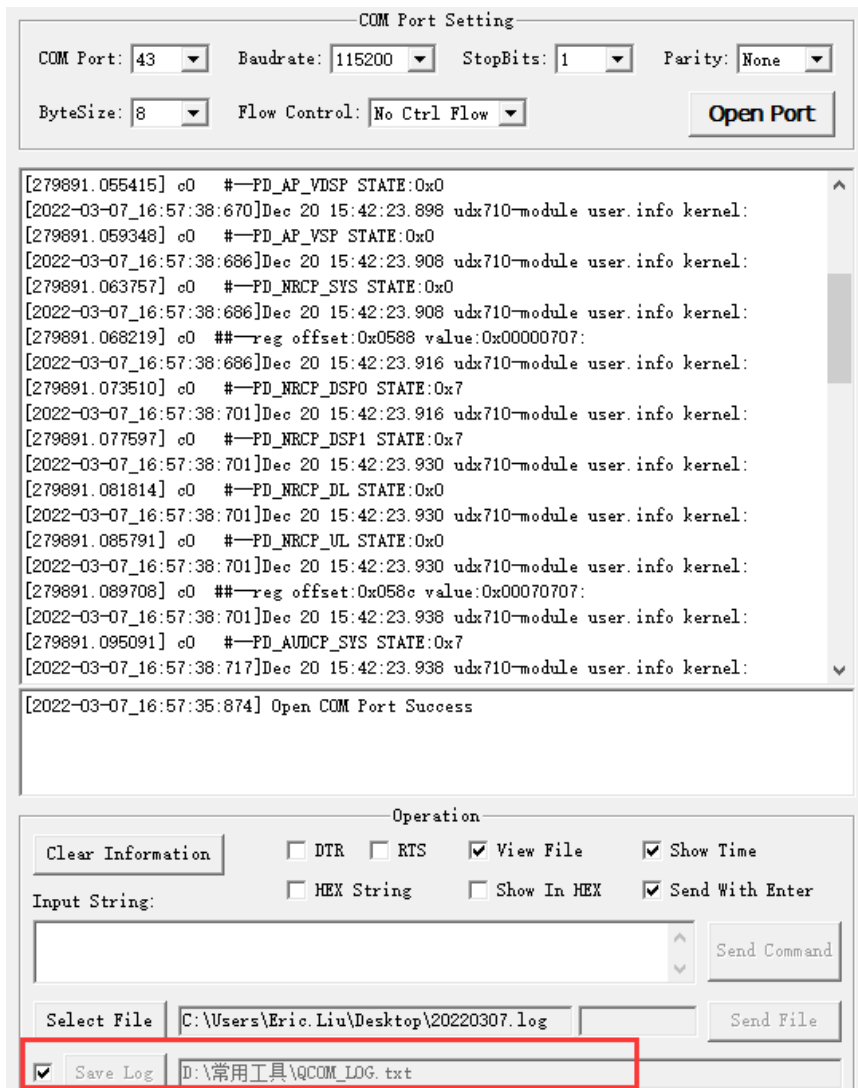 COM Port Setting
COM Port: 43 Baudrate: 115200 StopBits: 1 Parity: None
ByteSize: 8 Flow Control: No Ctrl Flow Open Port
[279891.055415] c0 #--PD_AP_VDSP STATE:0x0
[2022-03-07_16:57:38:670]Dec 20 15:42:23.898 udx710-module user.info kernel:
[279891.059348] c0 #--PD_AP_VSP STATE:0x0
[2022-03-07_16:57:38:686]Dec 20 15:42:23.908 udx710-module user.info kernel:
[279891.063757] c0 #--PD_NRCP_SYS STATE:0x0
[2022-03-07_16:57:38:686]Dec 20 15:42:23.908 udx710-module user.info kernel:
[279891.068219] c0 ##--reg offset:0x0588 value:0x00000707:
[2022-03-07_16:57:38:686]Dec 20 15:42:23.916 udx710-module user.info kernel:
[279891.073510] c0 #--PD_NRCP_DSP0 STATE:0x7
[2022-03-07_16:57:38:701]Dec 20 15:42:23.916 udx710-module user.info kernel:
[279891.077597] c0 #--PD_NRCP_DSP1 STATE:0x7
[2022-03-07_16:57:38:701]Dec 20 15:42:23.930 udx710-module user.info kernel:
[279891.081814] c0 #--PD_NRCP_DL STATE:0x0
[2022-03-07_16:57:38:701]Dec 20 15:42:23.930 udx710-module user.info kernel:
[279891.085791] c0 #--PD_NRCP_UL STATE:0x0
[2022-03-07_16:57:38:701]Dec 20 15:42:23.930 udx710-module user.info kernel:
[279891.089708] c0 ##--reg offset:0x058c value:0x00070707:
[2022-03-07_16:57:38:701]Dec 20 15:42:23.938 udx710-module user.info kernel:
[279891.095091] c0 #--PD_AUDCP_SYS STATE:0x7
[2022-03-07_16:57:38:717]Dec 20 15:42:23.938 udx710-module user.info kernel:
[2022-03-07_16:57:35:874] Open COM Port Success
Operation
Clear Information DTR RTS View File Show Time
HEX String Show In HEX Send With Enter
Input String:
Send Command
Select File C:\Users\Eric.Liu\Desktop\20220307.log Send File
Save Log D:\常用工具\QCOM_LOG.txt